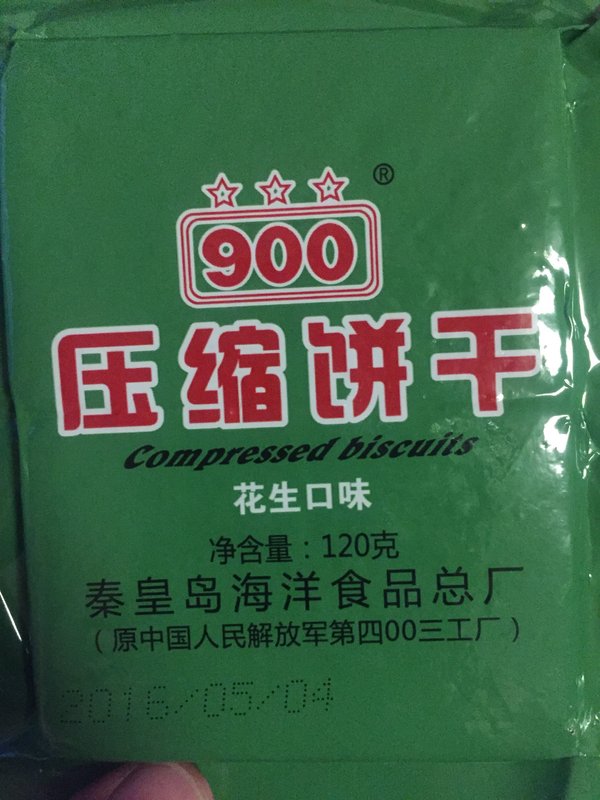 ®
900
压缩饼干
Compressed biscuits
花生口味
净含量：120克
秦皇岛海洋食品总厂
（原中国人民解放军第四00三工厂）
2016/05/04